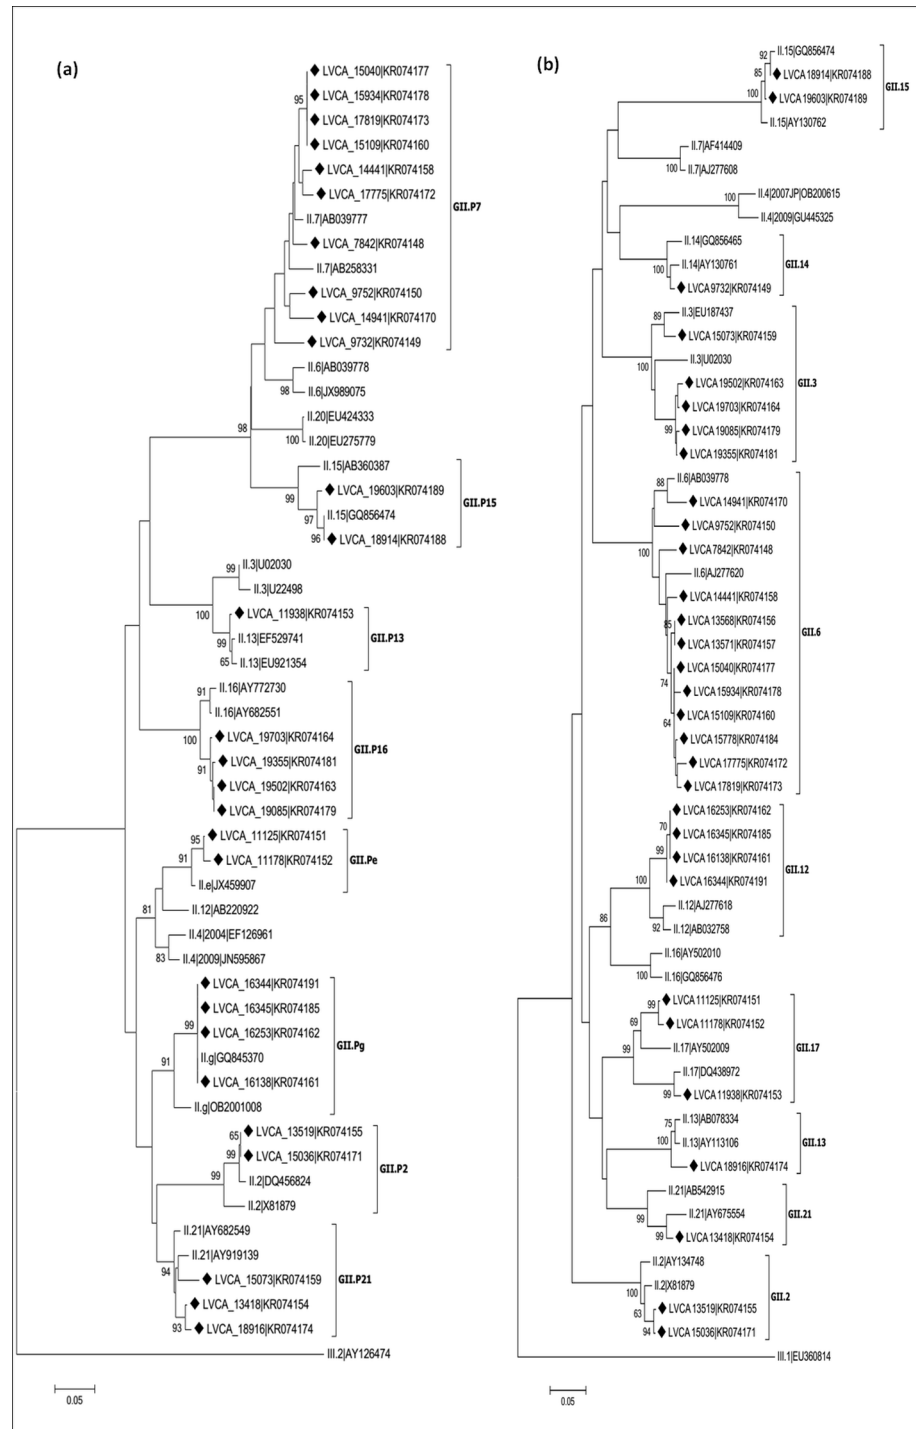 (a)
LVCA_15040|KR074177
LVCA_15934|KR074178
95
LVCA_17819|KR074173
LVCA_15109|KR074160
LVCA_14441|KR074158
LVCA_17775|KR074172
GII.P7
II.7|AB039777
LVCA_7842|KR074148
II.7|AB258331
LVCA_9752|KR074150
LVCA_14941|KR074170
LVCA_9732|KR074149
II.6|AB039778
98
II.6|JX989075
98
II.20|EU424333
100
II.20|EU275779
II.15|AB360387
99
LVCA_19603|KR074189
GII.P15
97
II.15|GQ856474
96
LVCA_18914|KR074188
99
II.3|U02030
II.3|U22498
100
LVCA_11938|KR074153
99
II.13|EF529741
GII.P13
65
II.13|EU921354
91
II.16|AY772730
II.16|AY682551
100
LVCA_19703|KR074164
GII.P16
91
LVCA_19355|KR074181
LVCA_19502|KR074163
LVCA_19085|KR074179
95
LVCA_11125|KR074151
91
LVCA_11178|KR074152
GII.Pe
II.e|JX459907
81
II.12|AB220922
II.4|2004|EF126961
83
II.4|2009|JN595867
LVCA_16344|KR074191
LVCA_16345|KR074185
99
LVCA_16253|KR074162
GII.Pg
91
II.g|GQ845370
LVCA_16138|KR074161
II.g|OB2001008
65
LVCA_13519|KR074155
99
LVCA_15036|KR074171
GII.P2
99
II.2|DQ456824
II.2|X81879
II.21|AY682549
II.21|AY919139
94
LVCA_15073|KR074159
GII.P21
LVCA_13418|KR074154
93
LVCA_18916|KR074174
III.2|AY126474
0.05
(b)
92
II.15|GQ856474
85
LVCA 18914|KR074188
GII.15
100
LVCA 19603|KR074189
II.15|AY130762
II.7|AF414409
100
II.7|AJ277608
100
II.4|2007JP|OB200615
II.4|2009|GU445325
II.14|GQ856465
100
II.14|AY130761
GII.14
LVCA 9732|KR074149
89
II.3|EU187437
LVCA 15073|KR074159
100
II.3|U02030
GII.3
LVCA 19502|KR074163
LVCA 19703|KR074164
99
LVCA 19085|KR074179
LVCA 19355|KR074181
88
II.6|AB039778
LVCA 14941|KR074170
LVCA 9752|KR074150
100
LVCA 7842|KR074148
II.6|AJ277620
LVCA 14441|KR074158
85
LVCA 13568|KR074156
GII.6
LVCA 13571|KR074157
LVCA 15040|KR074177
74
LVCA 15934|KR074178
64
LVCA 15109|KR074160
LVCA 15778|KR074184
LVCA 17775|KR074172
LVCA 17819|KR074173
LVCA 16253|KR074162
70
LVCA 16345|KR074185
99
LVCA 16138|KR074161
GII.12
100
LVCA 16344|KR074191
II.12|AJ277618
92
II.12|AB032758
86
II.16|AY502010
100
II.16|GQ856476
99
LVCA 11125|KR074151
69
LVCA 11178|KR074152
99
II.17|AY502009
GII.17
II.17|DQ438972
99
LVCA 11938|KR074153
75
II.13|AB078334
100
II.13|AY113106
GII.13
LVCA 18916|KR074174
II.21|AB542915
99
II.21|AY675554
GII.21
99
LVCA 13418|KR074154
II.2|AY134748
100
II.2|X81879
GII.2
63
LVCA 13519|KR074155
94
LVCA 15036|KR074171
III.1|EU360814
0.05